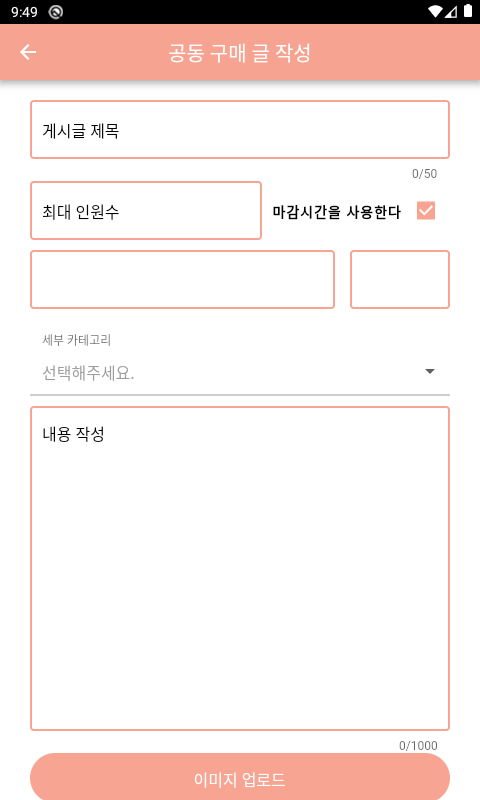 9:49
공동 구매 글 작성
게시글 제목
0/50
최대 인원수
마감시간을 사용한다
세부 카테고리
선택해주세요.
내용 작성
0/1000
이미지 업로드